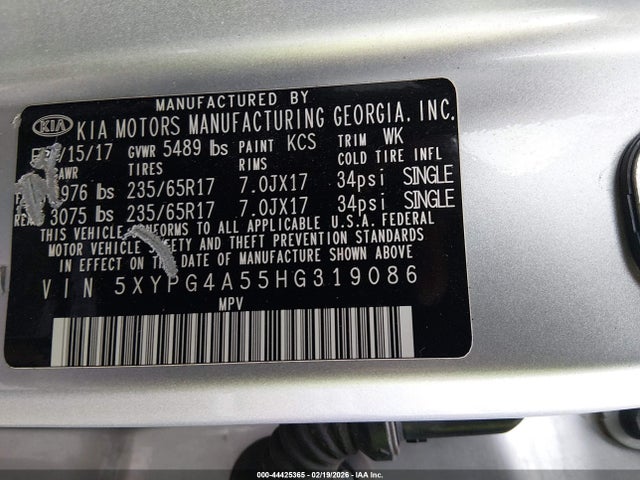 MANUFACTURED BY
KIA KIA MOTORS MANUFACTURING GEORGIA, INC.
/15/17 GVWR 5489 lbs PAINT KCS TRIM WK
TIRES RIMS COLD TIRE INFL
976 lbs 235/65R17 7.0JX17 34psi SINGLE
3075 lbs 235/65R17 7.0JX17 34psi SINGLE
THIS VEHICLE CONFORMS TO ALL APPLICABLE U.S.A. FEDERAL
MOTOR VEHICLE SAFETY AND THEFT PREVENTION STANDARDS
IN EFFECT ON THE DATE OF MANUFACTURE SHOWN ABOVE.
VIN 5XYPG4A55HG319086
MPV
000-44425365 - 02/19/2026 - IAA Inc.